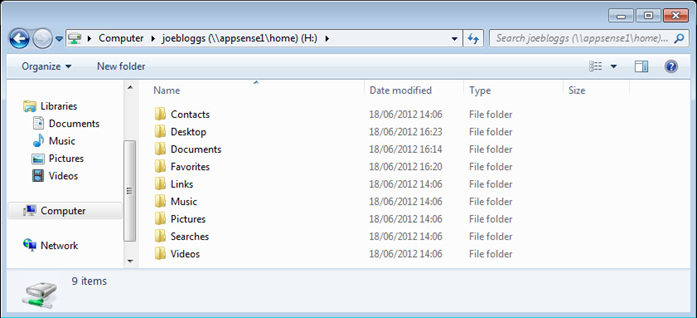 Computer ▸ joebloggs (\\appsense1\home) (H:) ▸
Search joebloggs (\\appsense1\home)...
Organize New folder
Name Date modified Type Size
Libraries
Documents
Music
Pictures
Videos
Computer
Network
Contacts 18/06/2012 14:06 File folder
Desktop 18/06/2012 16:23 File folder
Documents 18/06/2012 16:14 File folder
Favorites 18/06/2012 16:20 File folder
Links 18/06/2012 14:06 File folder
Music 18/06/2012 14:06 File folder
Pictures 18/06/2012 14:06 File folder
Searches 18/06/2012 14:06 File folder
Videos 18/06/2012 14:06 File folder
9 items